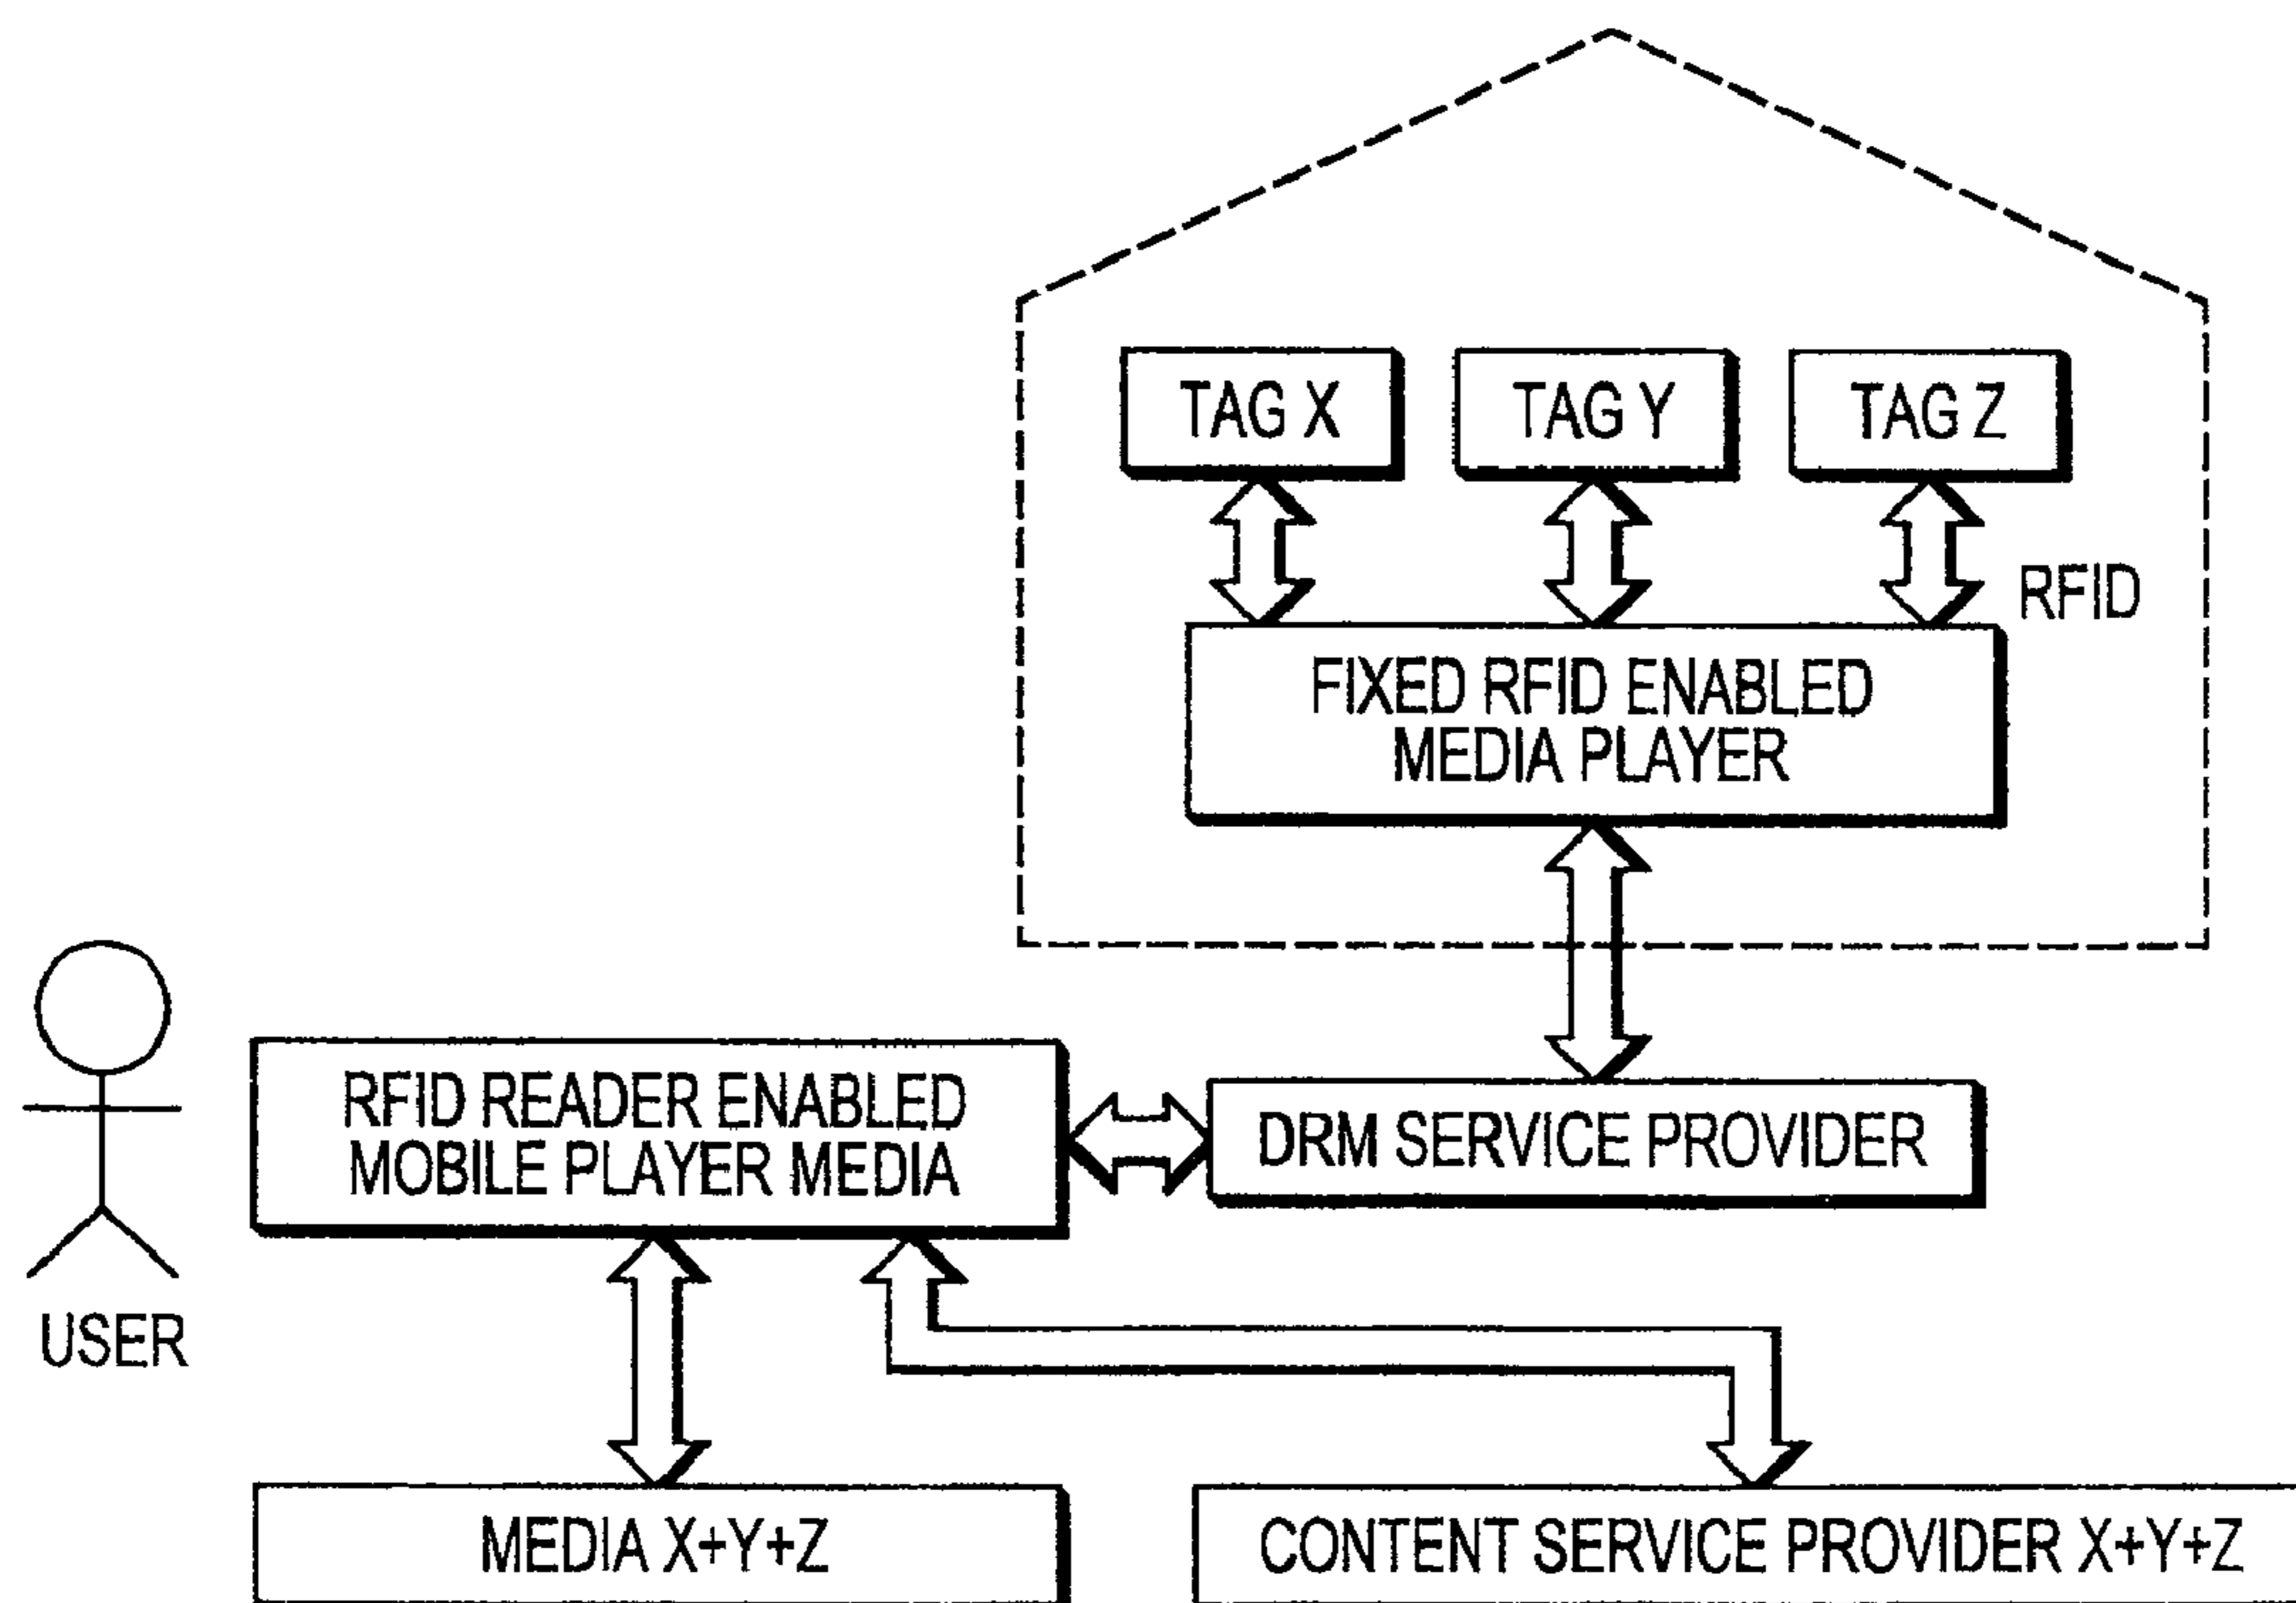 TAG X
TAG Y
TAG Z
RFID
FIXED RFID ENABLED
MEDIA PLAYER
RFID READER ENABLED
MOBILE PLAYER MEDIA
DRM SERVICE PROVIDER
USER
MEDIA X+Y+Z
CONTENT SERVICE PROVIDER X+Y+Z